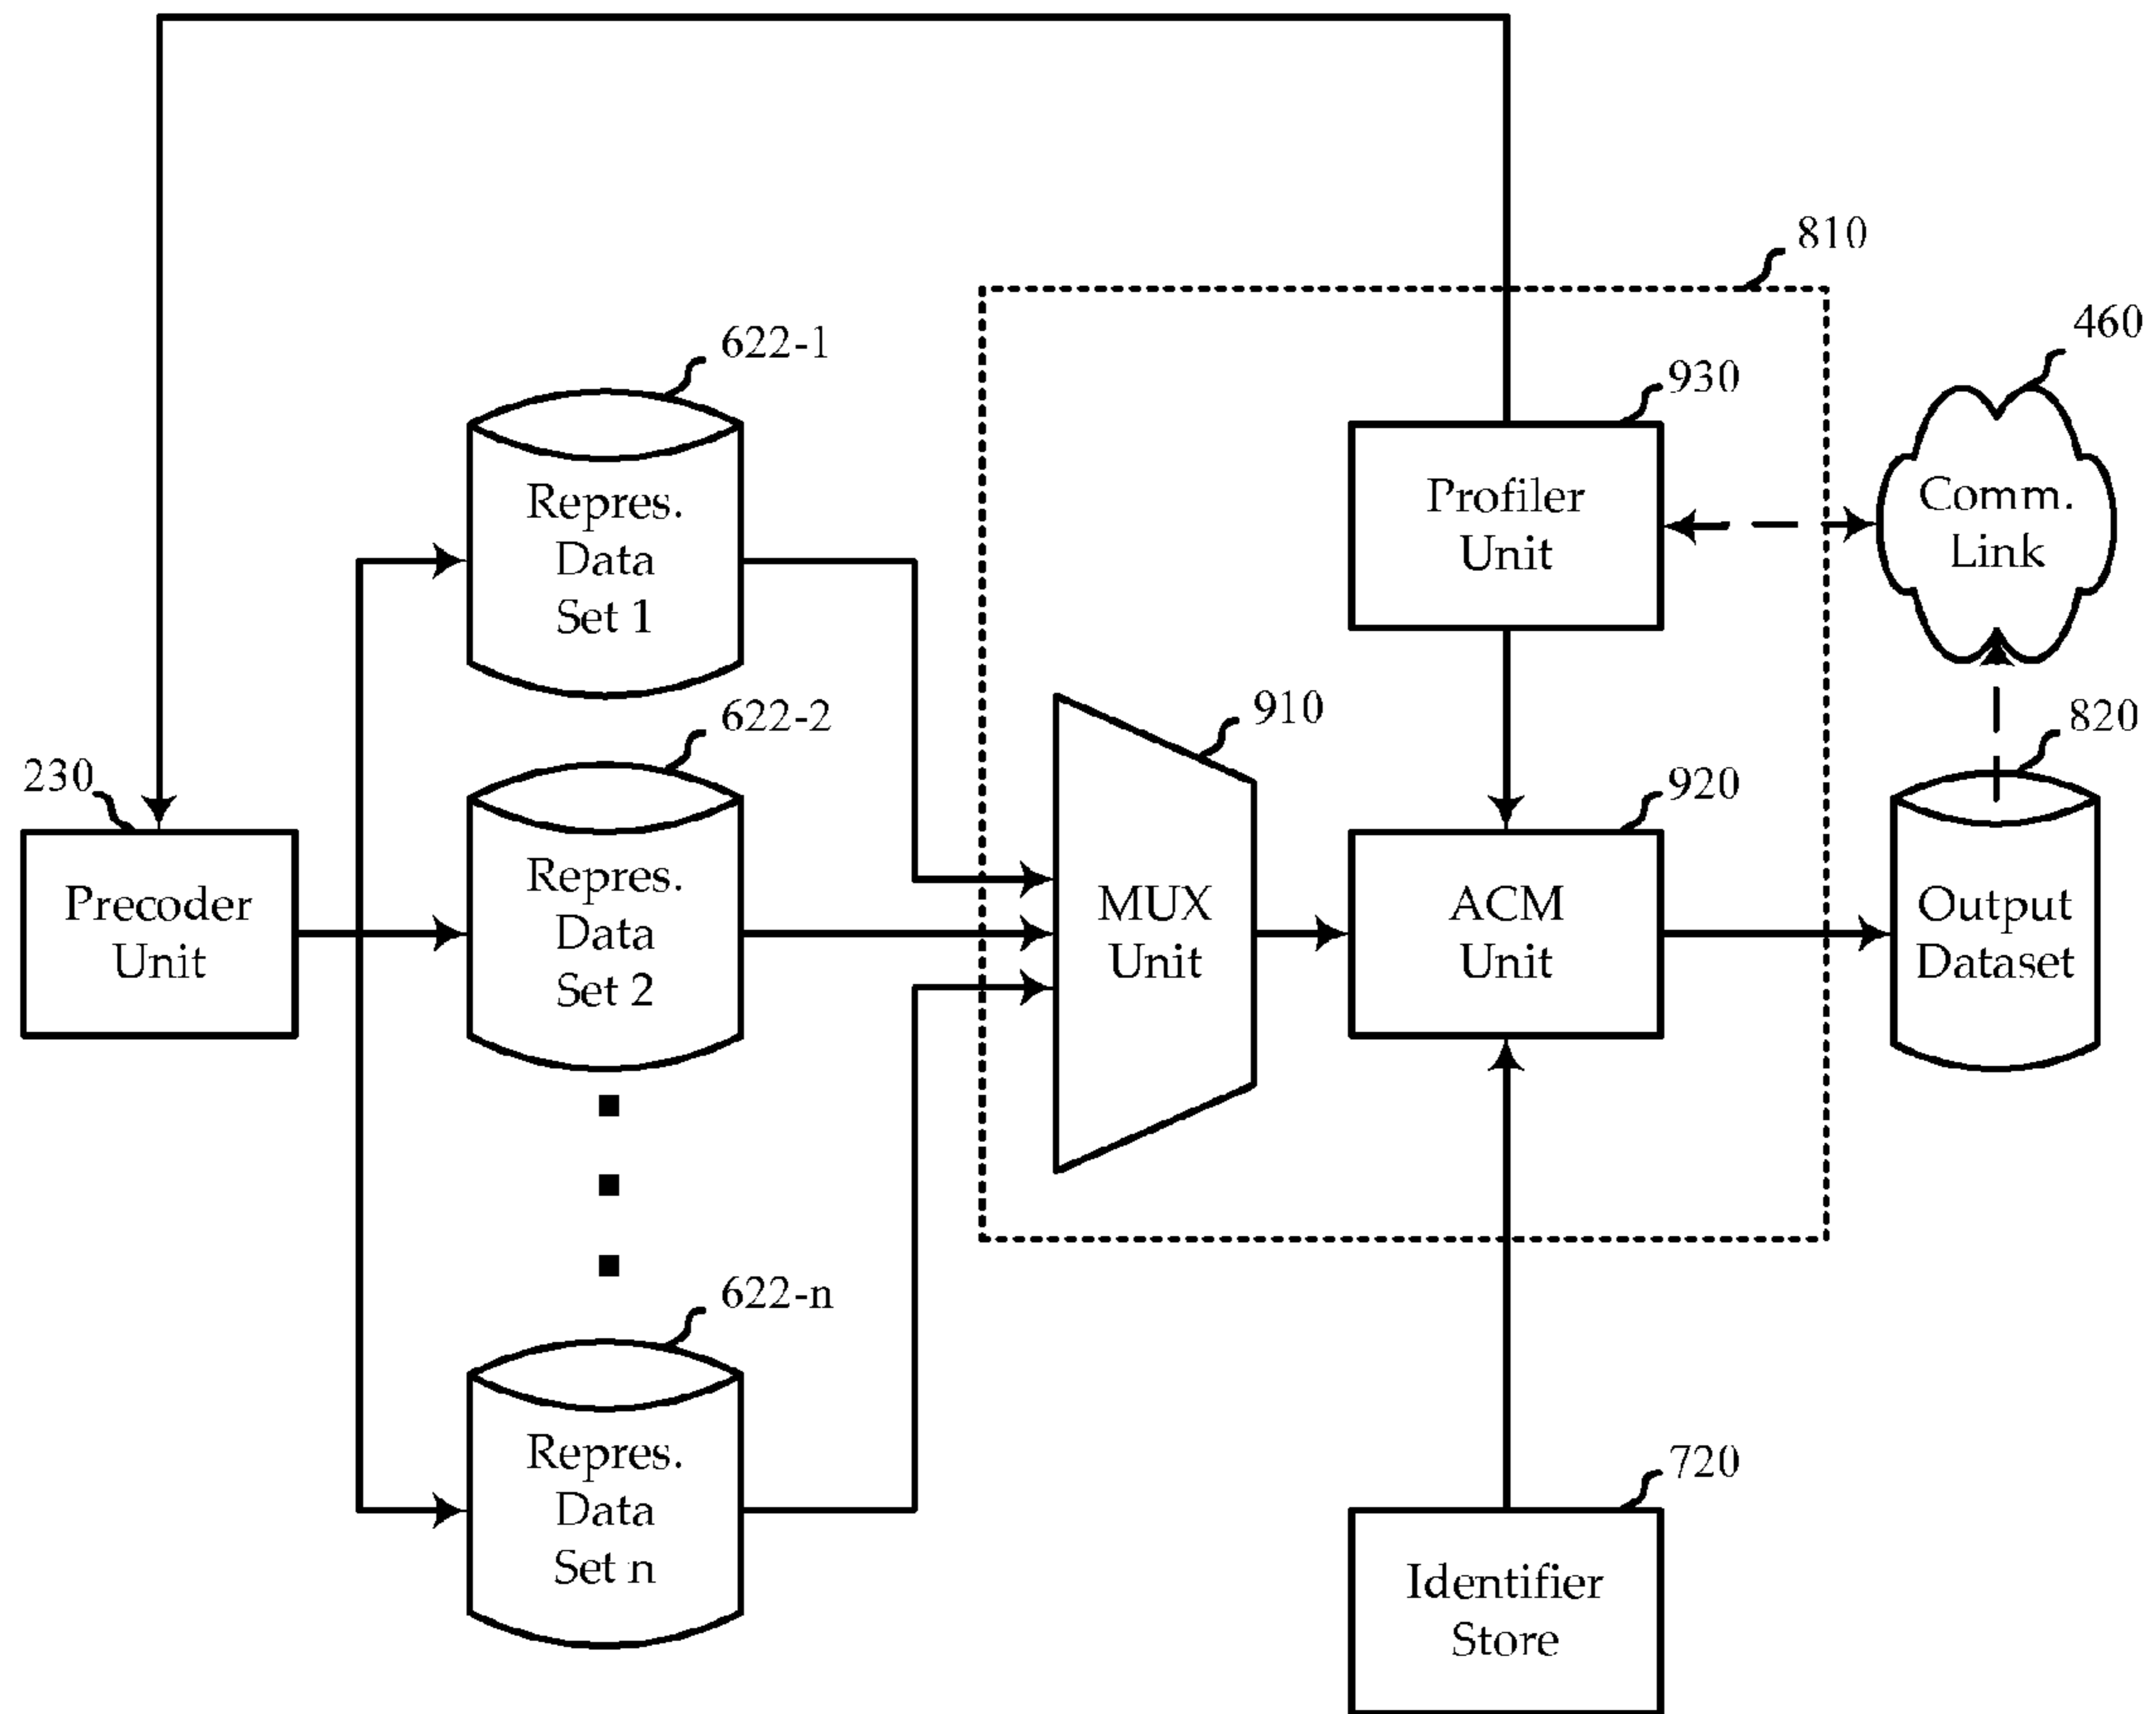 810
460
622-1
930
Repres.
Data
Set 1
Profiler
Unit
Comm.
Link
622-2
910
820
230
920
Precoder
Unit
Repres.
Data
Set 2
MUX
Unit
ACM
Unit
Output
Dataset
622-n
Repres.
Data
Set n
720
Identifier
Store